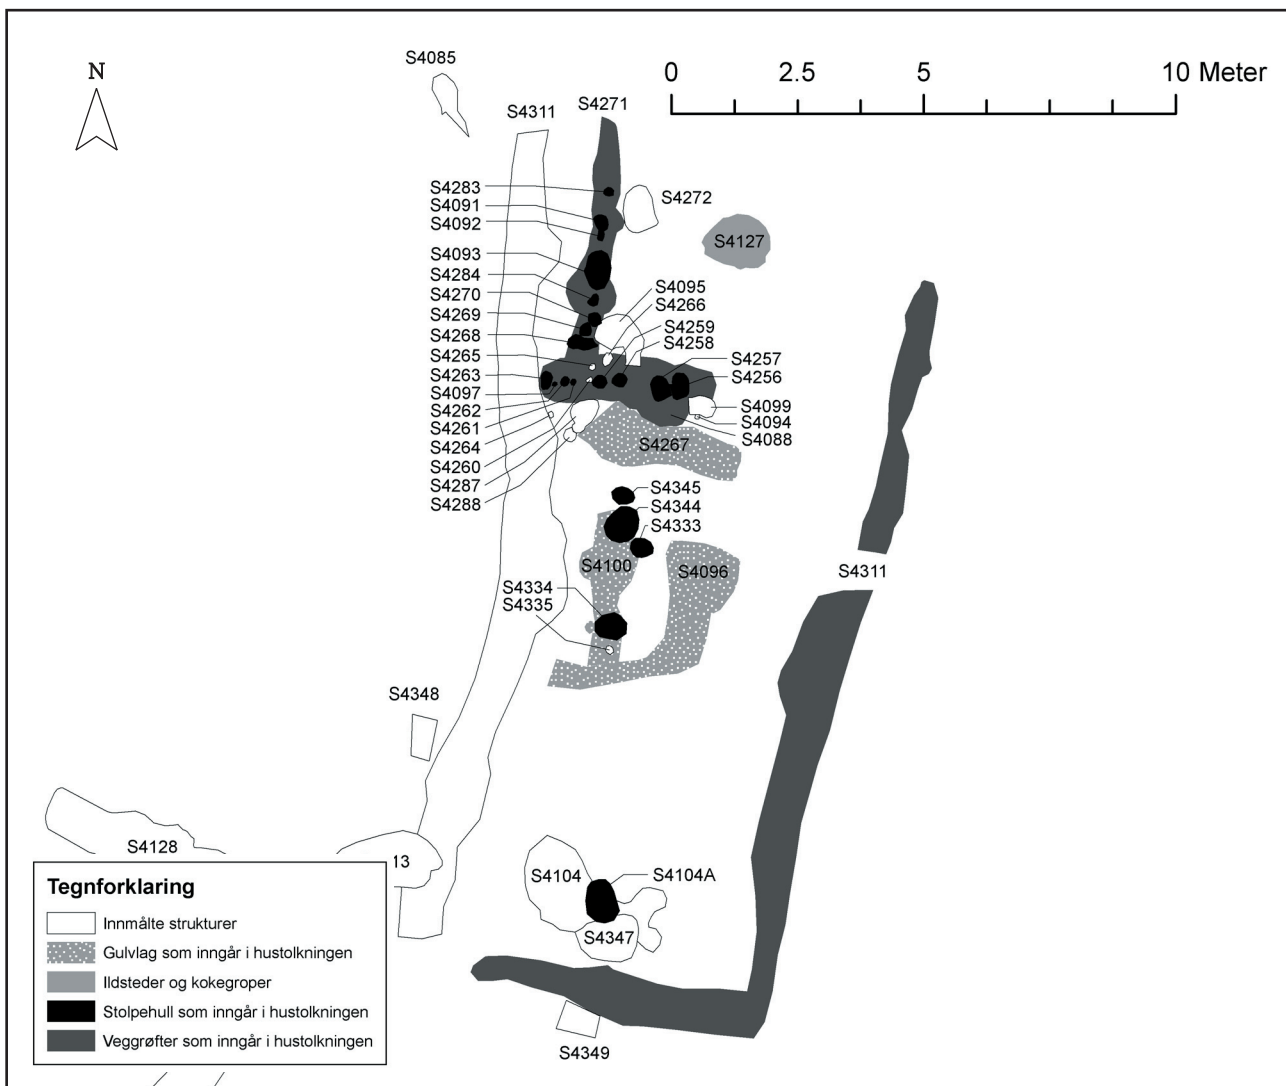 S4085
N
0 2.5 5 10 Meter
S4311
S4271
S4283
S4091
S4092
S4093
S4284
S4270
S4269
S4268
S4265
S4263
S4097
S4262
S4261
S4264
S4260
S4287
S4288
S4272
S4127
S4095
S4266
S4259
S4258
S4257
S4256
S4099
S4094
S4088
S4267
S4345
S4344
S4333
S4100
S4096
S4311
S4334
S4335
S4348
S4128
13
S4104
S4104A
S4347
S4349
Tegnforklaring
Innmålte strukturer
Gulvlag som inngår i hustolkningen
Ildsteder og kokegroper
Stolpehull som inngår i hustolkningen
Veggrøfter som inngår i hustolkningen